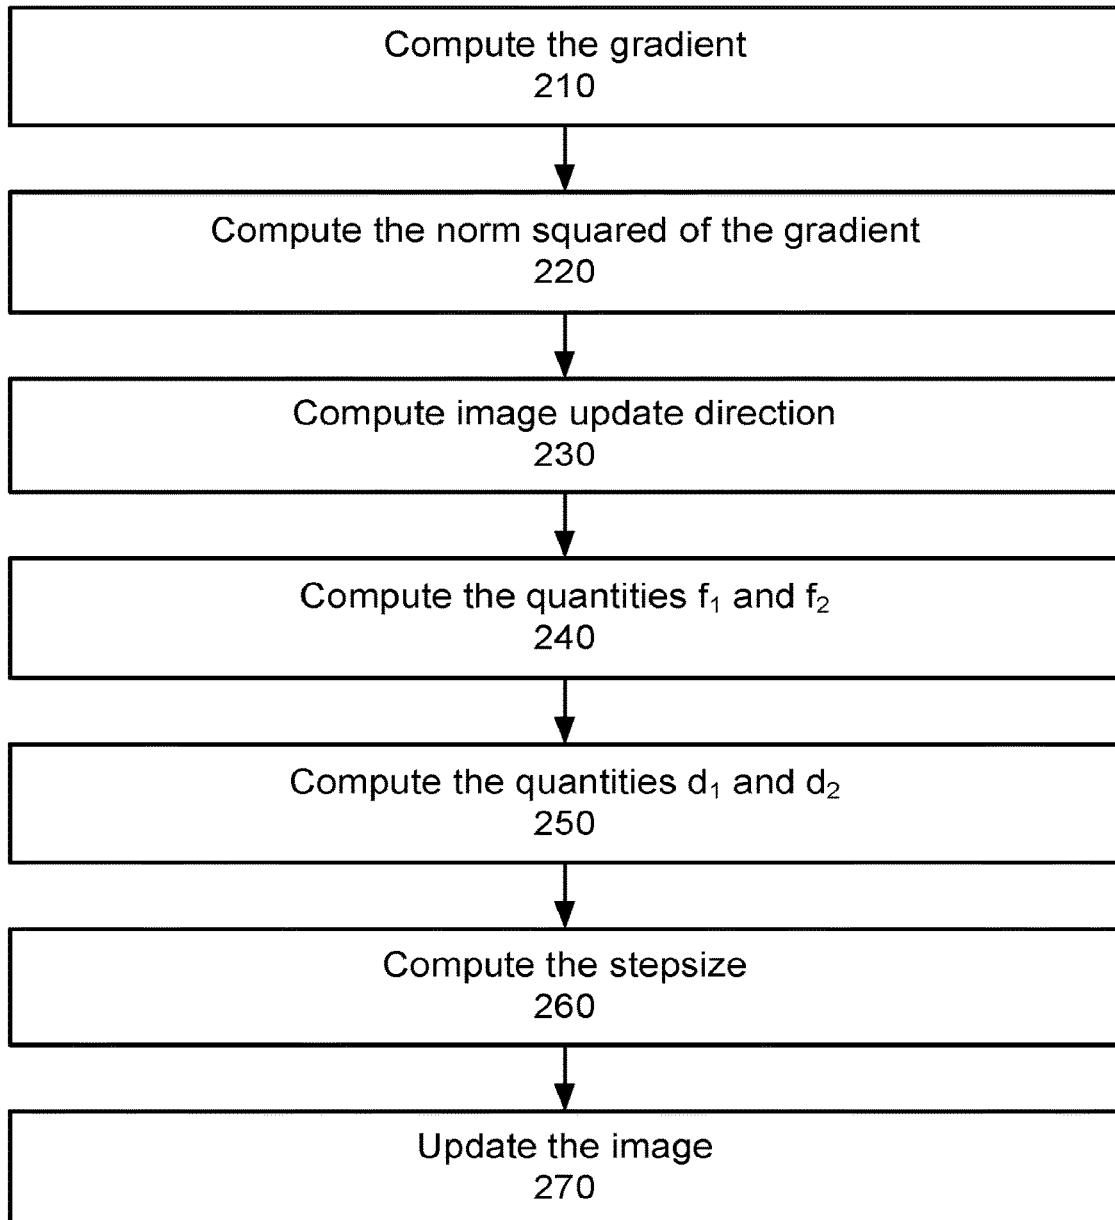 Compute the gradient
210
Compute the norm squared of the gradient
220
Compute image update direction
230
Compute the quantities f₁ and f₂
240
Compute the quantities d₁ and d₂
250
Compute the stepsize
260
Update the image
270